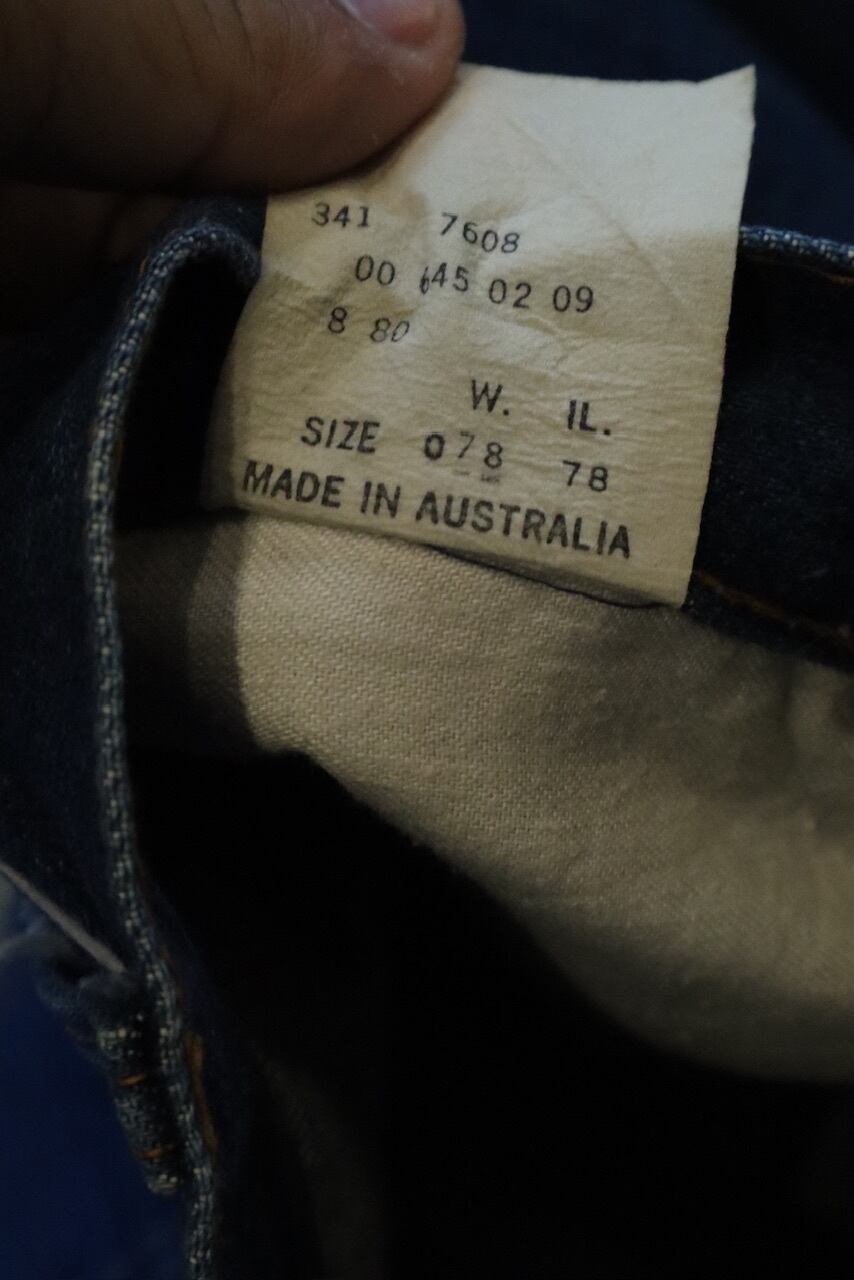 341 7608
00 645 02 09
8 80
W. IL.
SIZE 078 78
MADE IN AUSTRALIA